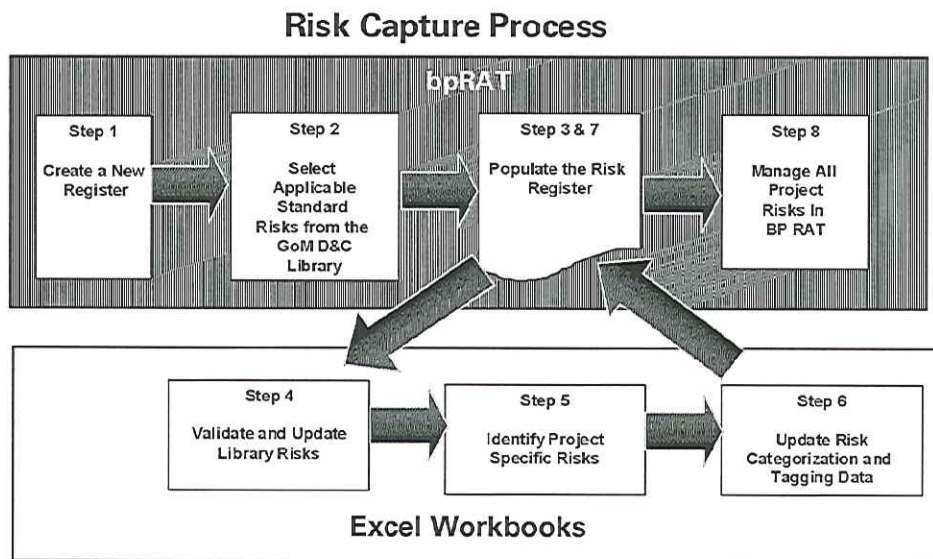 Risk Capture Process
bpRAT
Step 1
Create a New
Register
Step 2
Select
Applicable
Standard
Risks from the
GoM D&C
Library
Step 3 & 7
Populate the Risk
Register
Step 8
Manage All
Project
Risks In
BP RAT
Step 4
Validate and Update
Library Risks
Step 5
Identify Project
Specific Risks
Step 6
Update Risk
Categorization and
Tagging Data
Excel Workbooks